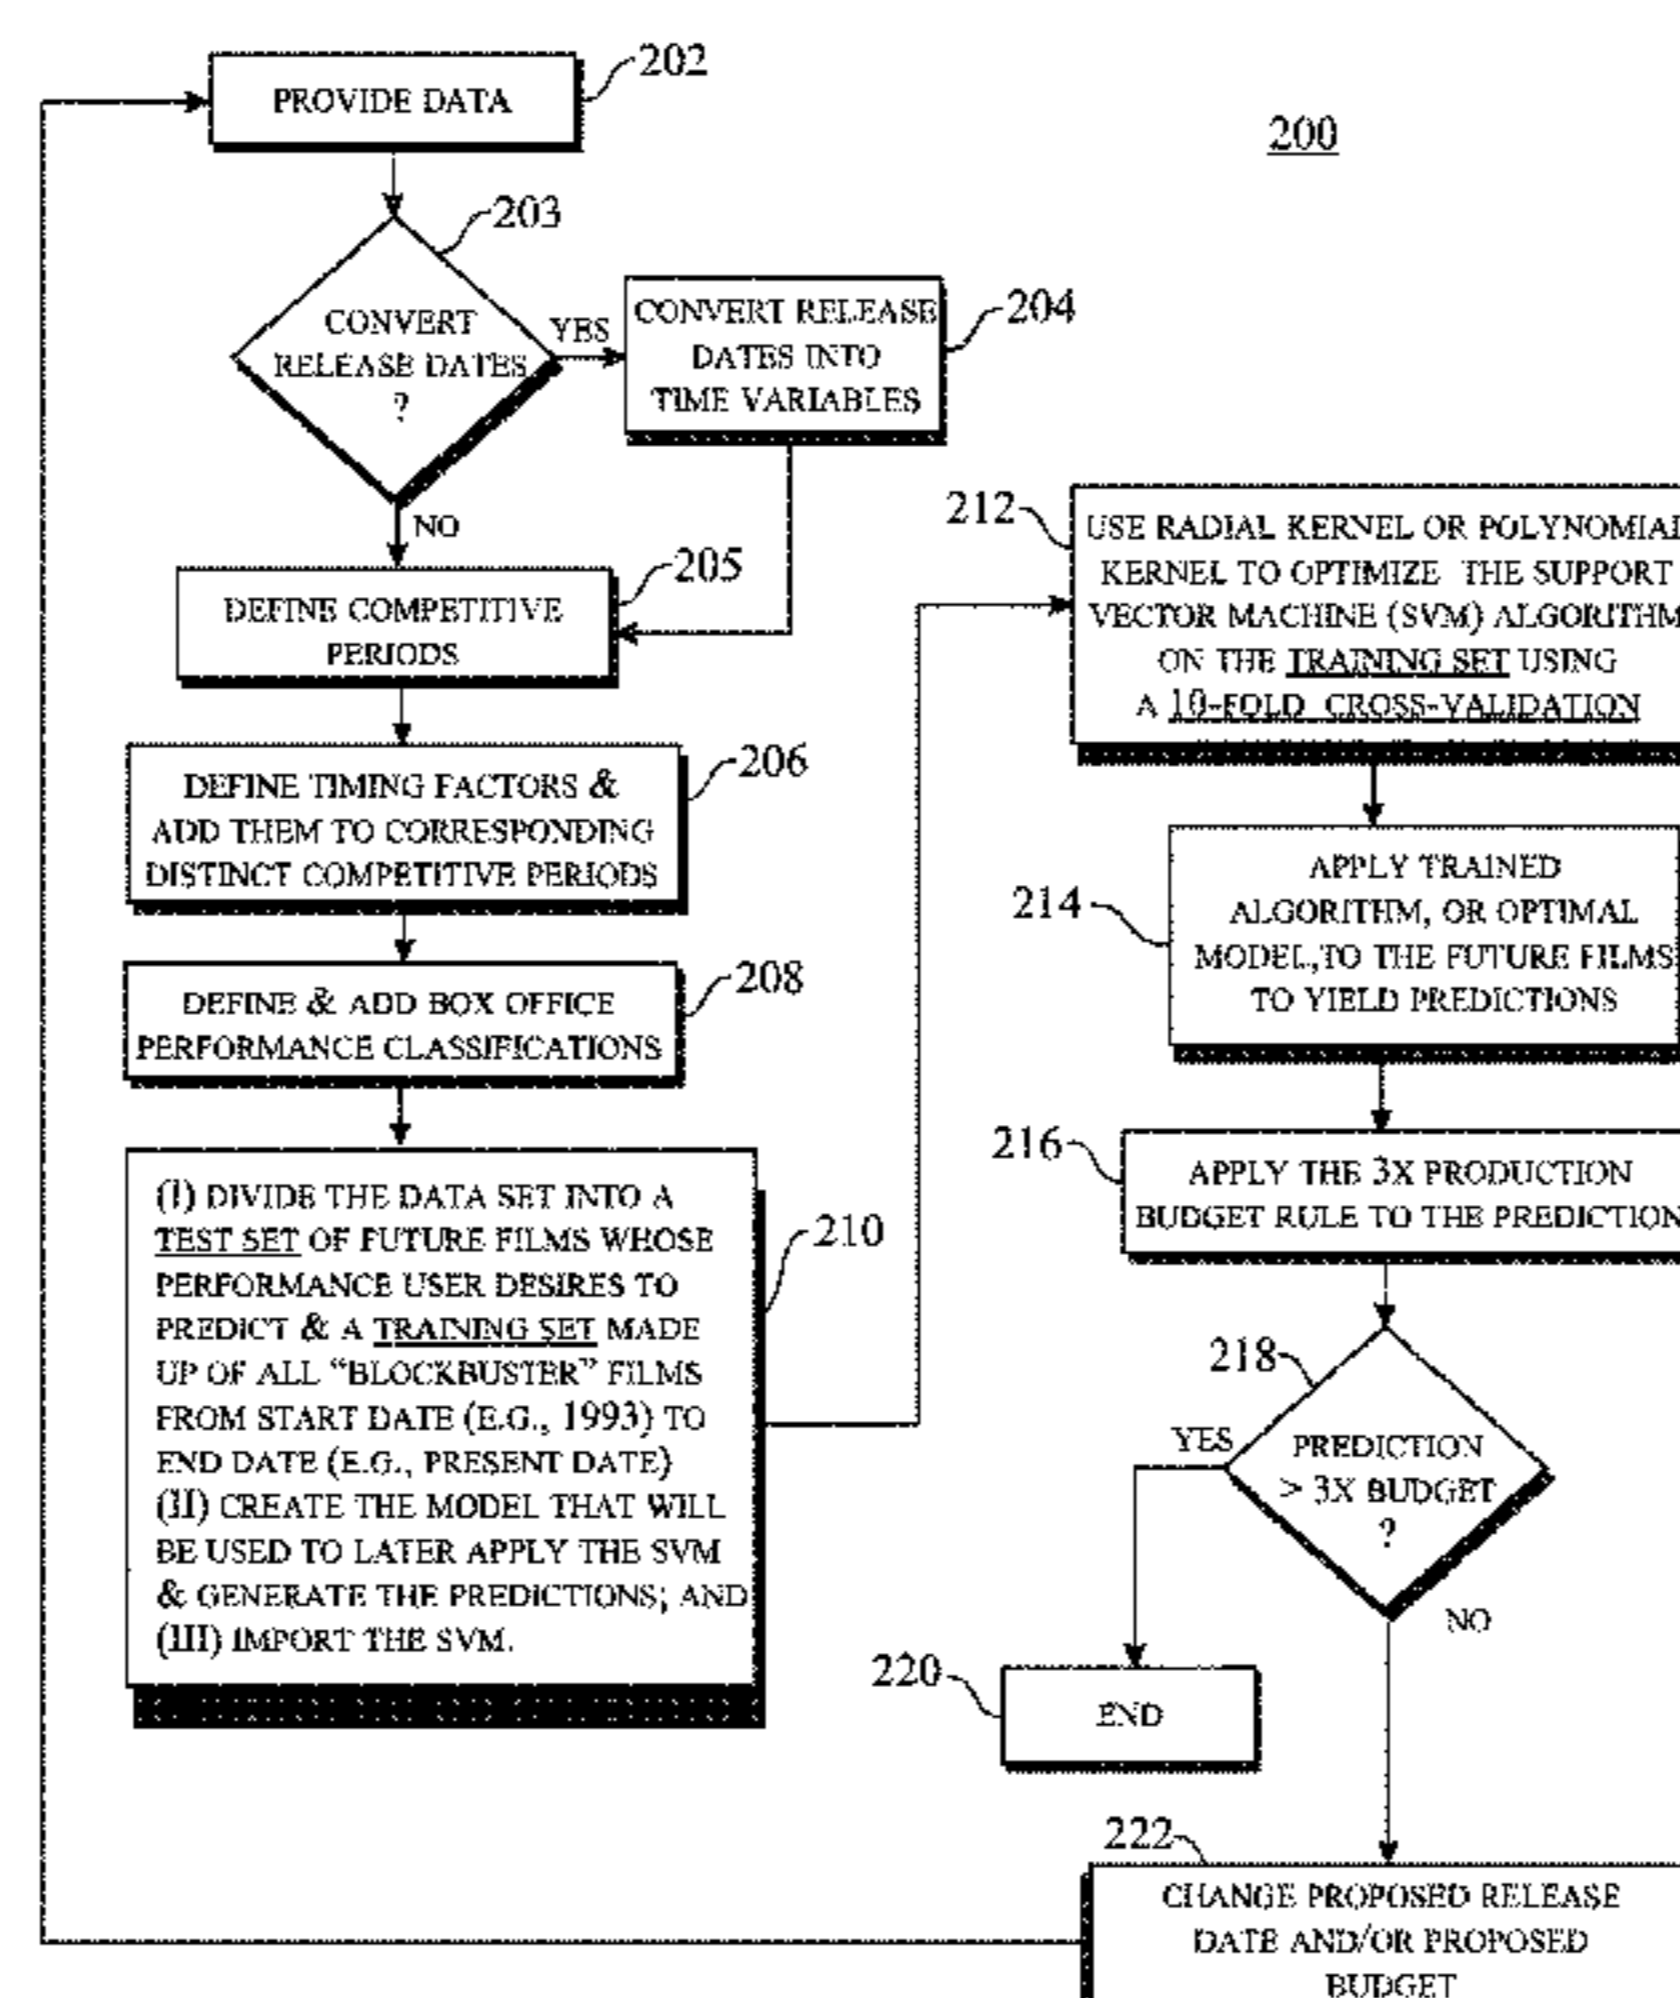 202
PROVIDE DATA
200
203
CONVERT
RELEASE DATES
?
YES
NO
CONVERT RELEASE
DATES INTO
TIME VARIABLES
204
205
DEFINE COMPETITIVE
PERIODS
206
DEFINE TIMING FACTORS &
ADD THEM TO CORRESPONDING
DISTINCT COMPETITIVE PERIODS
208
DEFINE & ADD BOX OFFICE
PERFORMANCE CLASSIFICATIONS
210
(I) DIVIDE THE DATA SET INTO A
TEST SET OF FUTURE FILMS WHOSE
PERFORMANCE USER DESIRES TO
PREDICT & A TRAINING SET MADE
UP OF ALL “BLOCKBUSTER” FILMS
FROM START DATE (E.G., 1993) TO
END DATE (E.G., PRESENT DATE)
(II) CREATE THE MODEL THAT WILL
BE USED TO LATER APPLY THE SVM
& GENERATE THE PREDICTIONS; AND
(III) IMPORT THE SVM.
212
USE RADIAL KERNEL OR POLYNOMIAL
KERNEL TO OPTIMIZE THE SUPPORT
VECTOR MACHINE (SVM) ALGORITHM
ON THE TRAINING SET USING
A 10-FOLD CROSS-VALIDATION
214
APPLY TRAINED
ALGORITHM, OR OPTIMAL
MODEL,TO THE FUTURE FILMS
TO YIELD PREDICTIONS
216
APPLY THE 3X PRODUCTION
BUDGET RULE TO THE PREDICTION
218
PREDICTION
> 3X BUDGET
?
YES
NO
220
END
222
CHANGE PROPOSED RELEASE
DATE AND/OR PROPOSED
BUDGET